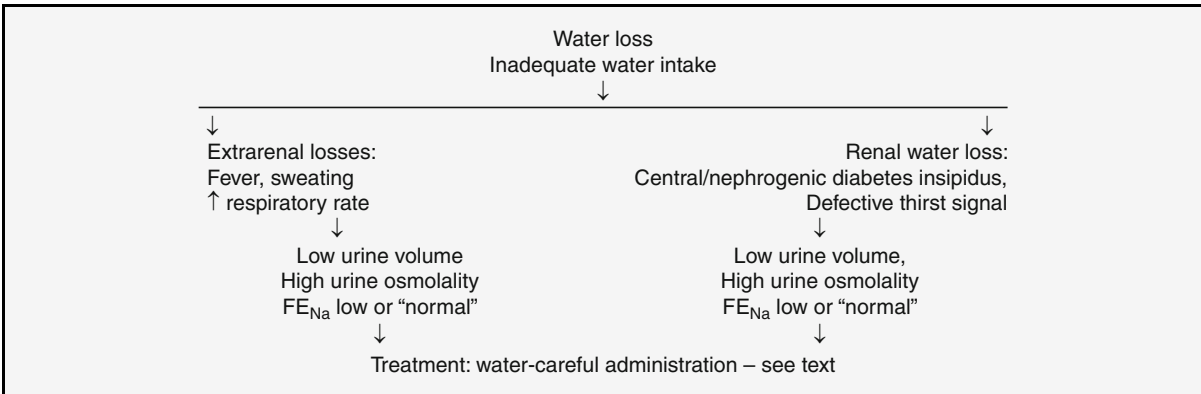 Water loss
Inadequate water intake
↓
↓
Extrarenal losses:
Fever, sweating
↑ respiratory rate
↓
Low urine volume
High urine osmolality
FENa low or “normal”
↓
↓
Renal water loss:
Central/nephrogenic diabetes insipidus,
Defective thirst signal
↓
Low urine volume,
High urine osmolality
FENa low or “normal”
↓
Treatment: water-careful administration – see text